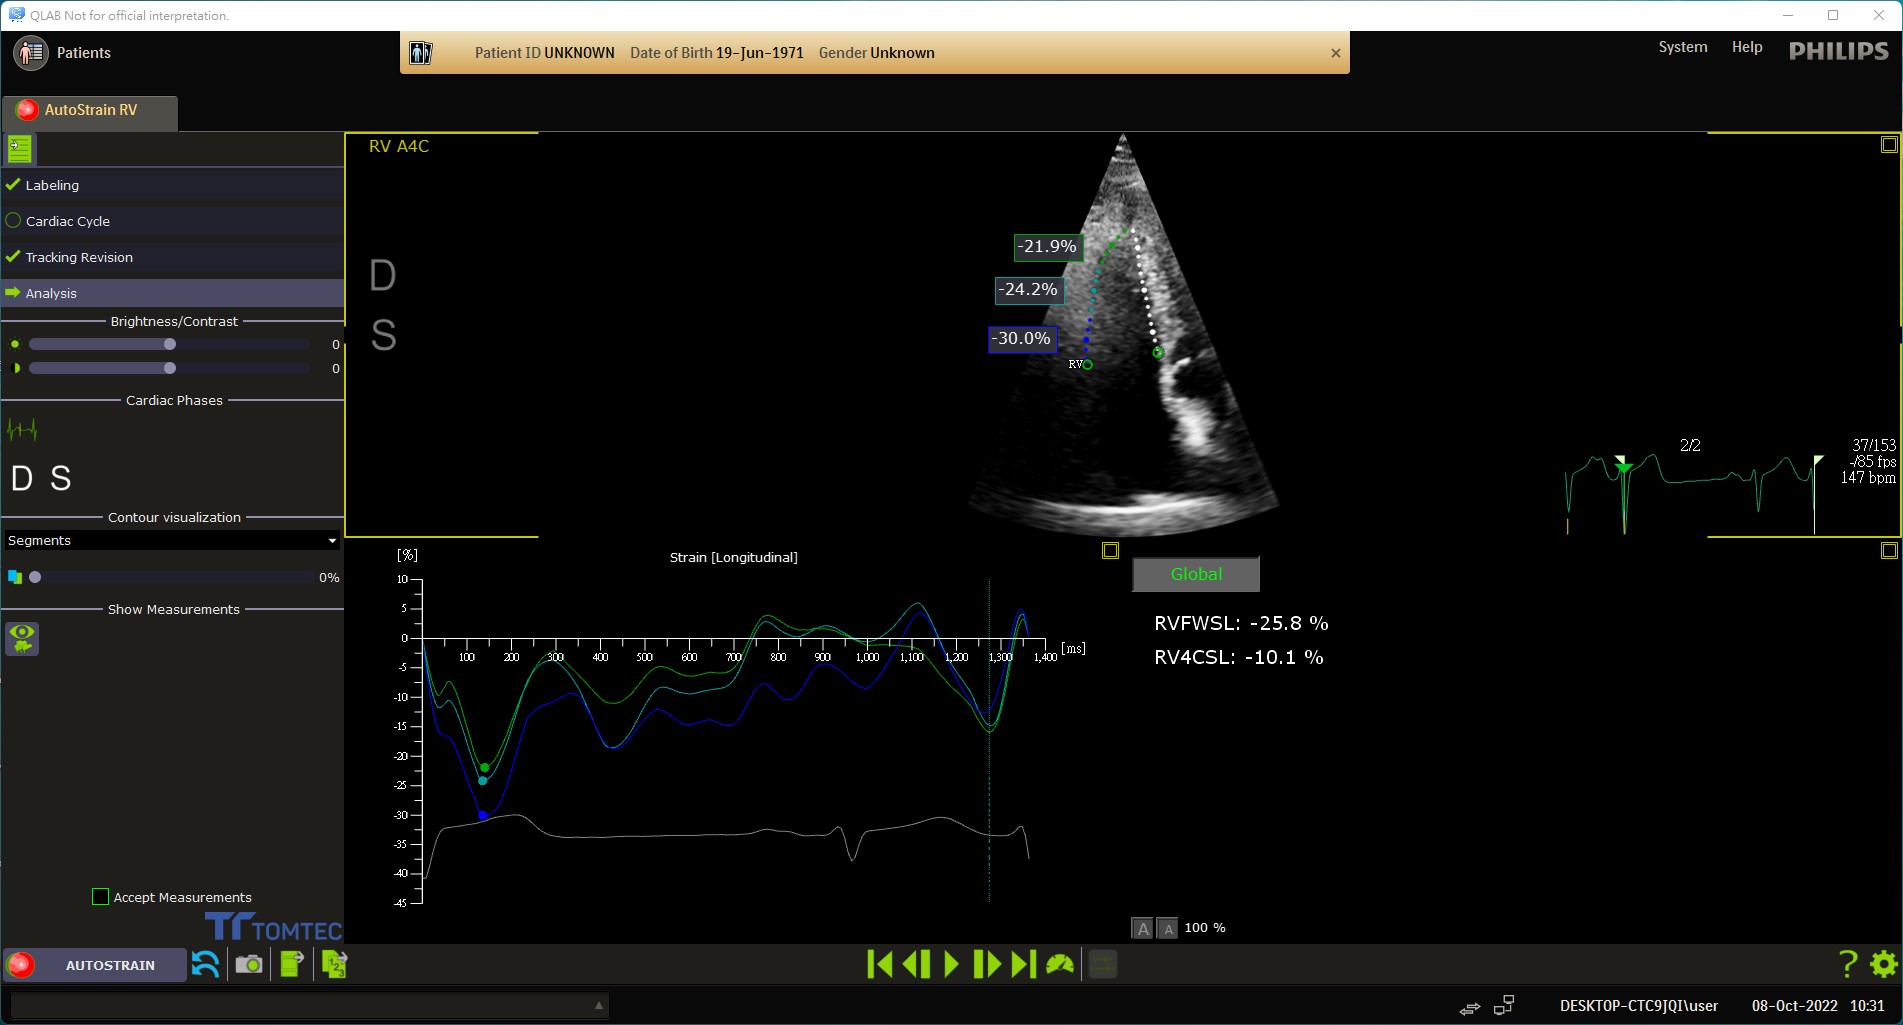 QLAB Not for official interpretation.
Patients
Patient ID UNKNOWN Date of Birth 19-Jun-1971 Gender Unknown
System Help PHILIPS
AutoStrain RV
Labeling
Cardiac Cycle
Tracking Revision
Analysis
Brightness/Contrast
0
0
Cardiac Phases
D S
Contour visualization
Segments
0%
Show Measurements
Accept Measurements
TOMTEC
RV A4C
D
S
-21.9%
-24.2%
-30.0%
RV
2/2
37/153
-/85 fps
147 bpm
[%] Strain [Longitudinal]
10
5
0
-5
-10
-15
-20
-25
-30
-35
-40
-45
100 200 300 400 500 600 700 800 900 1,000 1,100 1,200 1,300 1,400 [ms]
Global
RVFWSL: -25.8 %
RV4CSL: -10.1 %
A A 100 %
AUTOSTRAIN
123
?
DESKTOP-CTC9JQI\user 08-Oct-2022 10:31